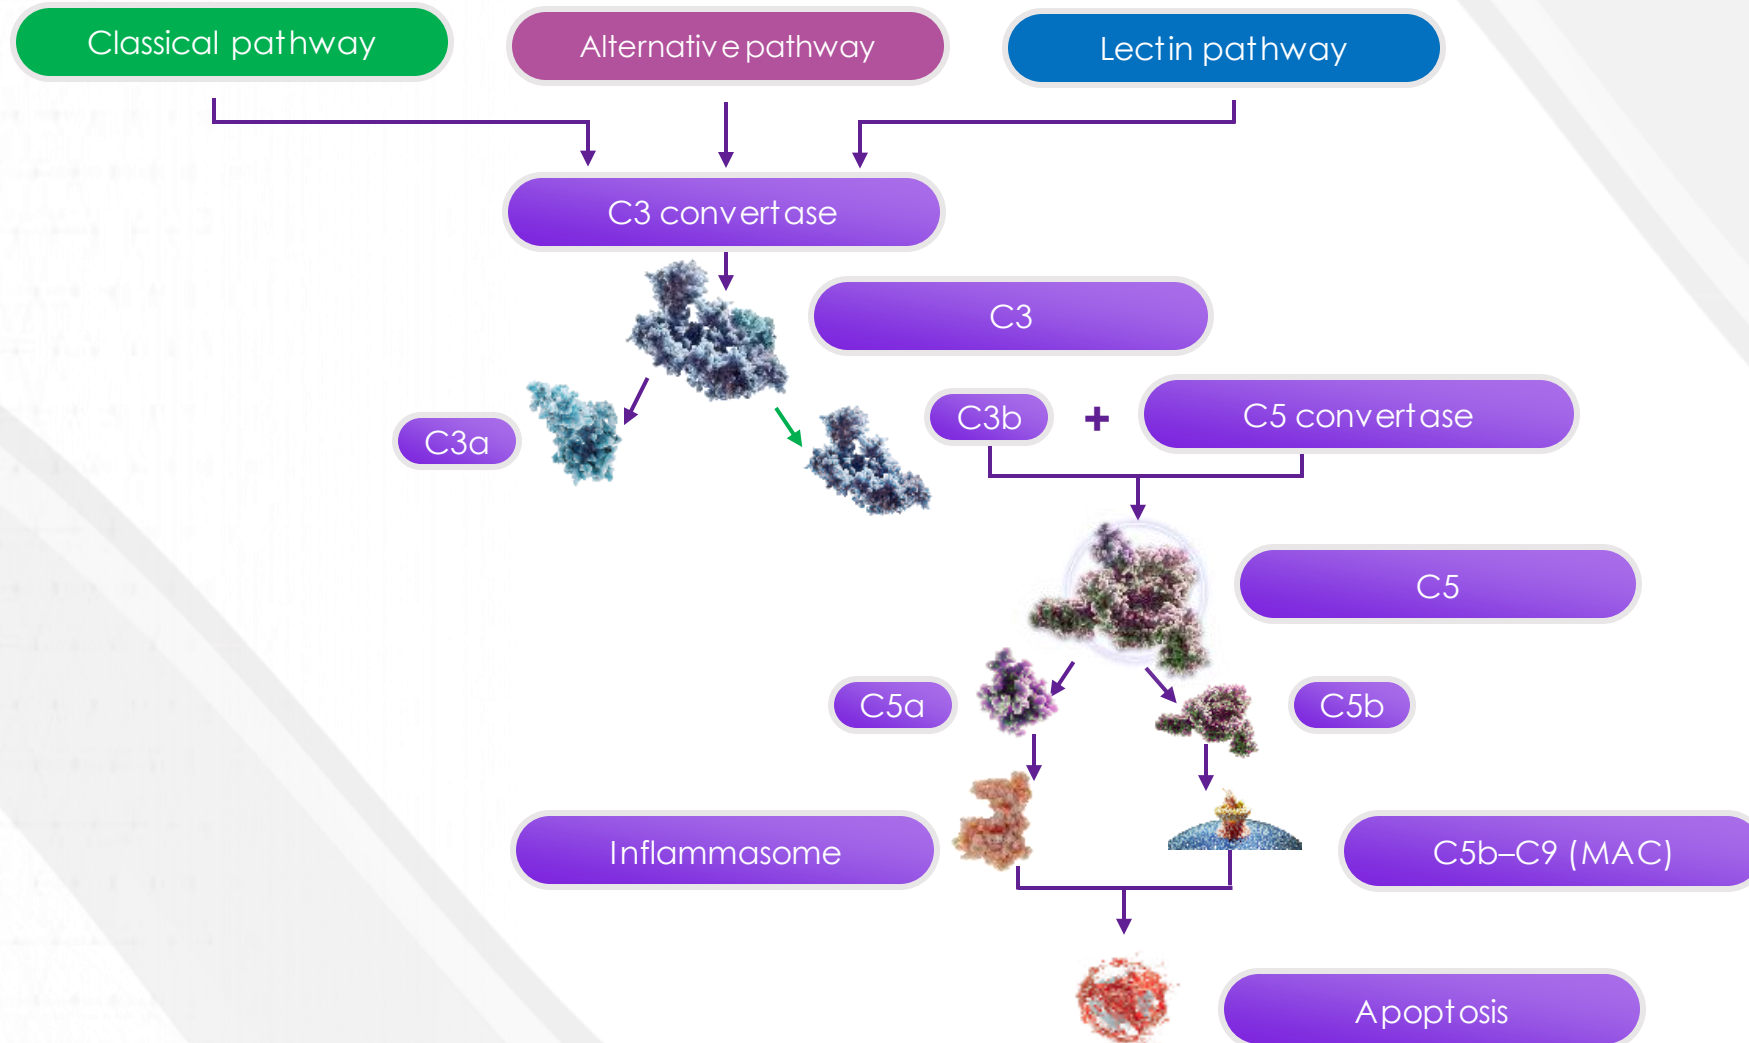 Classical pathway
Alternative pathway
Lectin pathway
C3 convertase
C3
C3b
+
C5 convertase
C3a
C5
C5a
C5b
Inflammasome
C5b–C9 (MAC)
Apoptosis